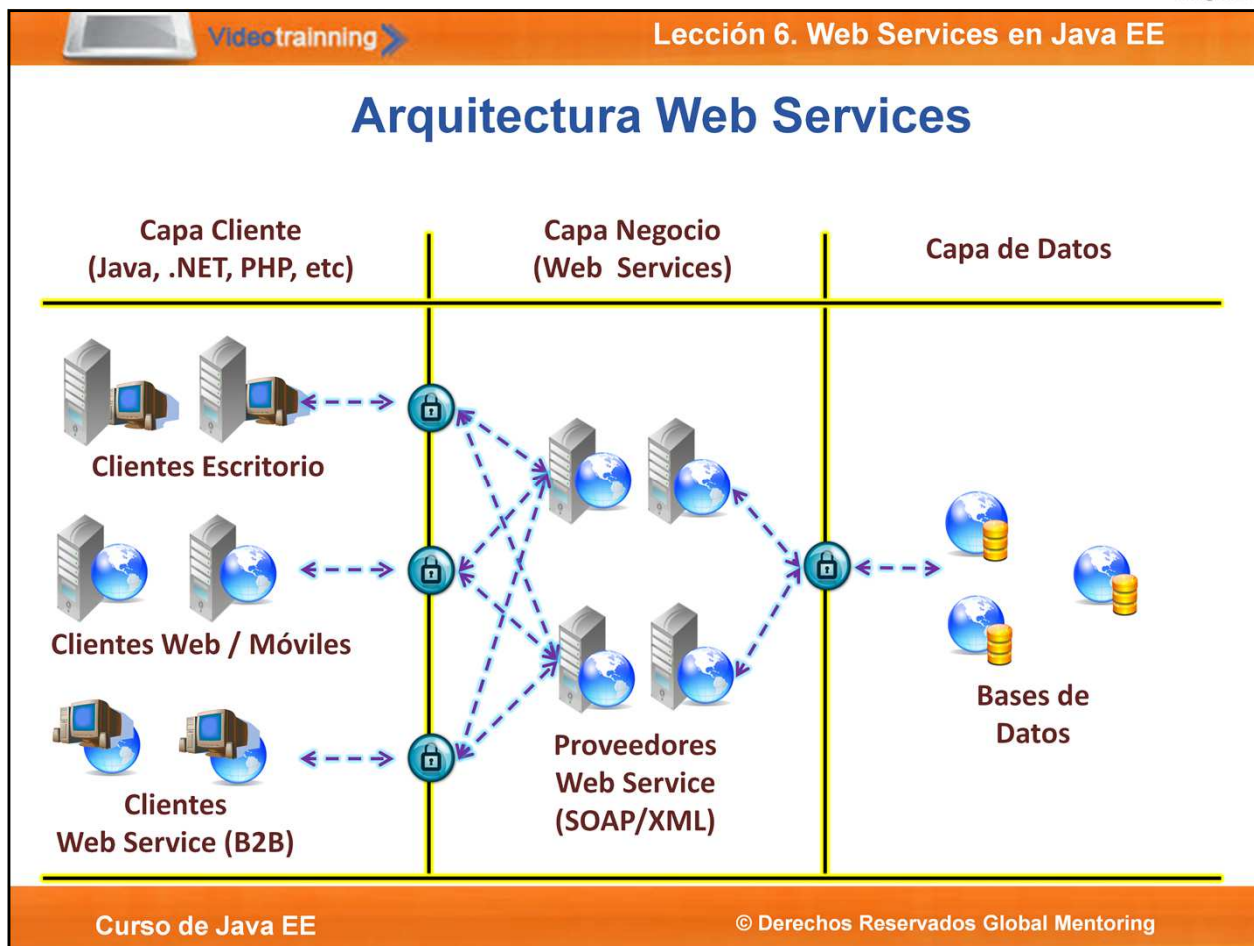 Videotrainning
Lección 6. Web Services en Java EE
Arquitectura Web Services
Capa Cliente
(Java, .NET, PHP, etc)
Capa Negocio
(Web Services)
Capa de Datos
Clientes Escritorio
Clientes Web / Móviles
Clientes
Web Service (B2B)
Proveedores
Web Service
(SOAP/XML)
Bases de
Datos
Curso de Java EE
© Derechos Reservados Global Mentoring